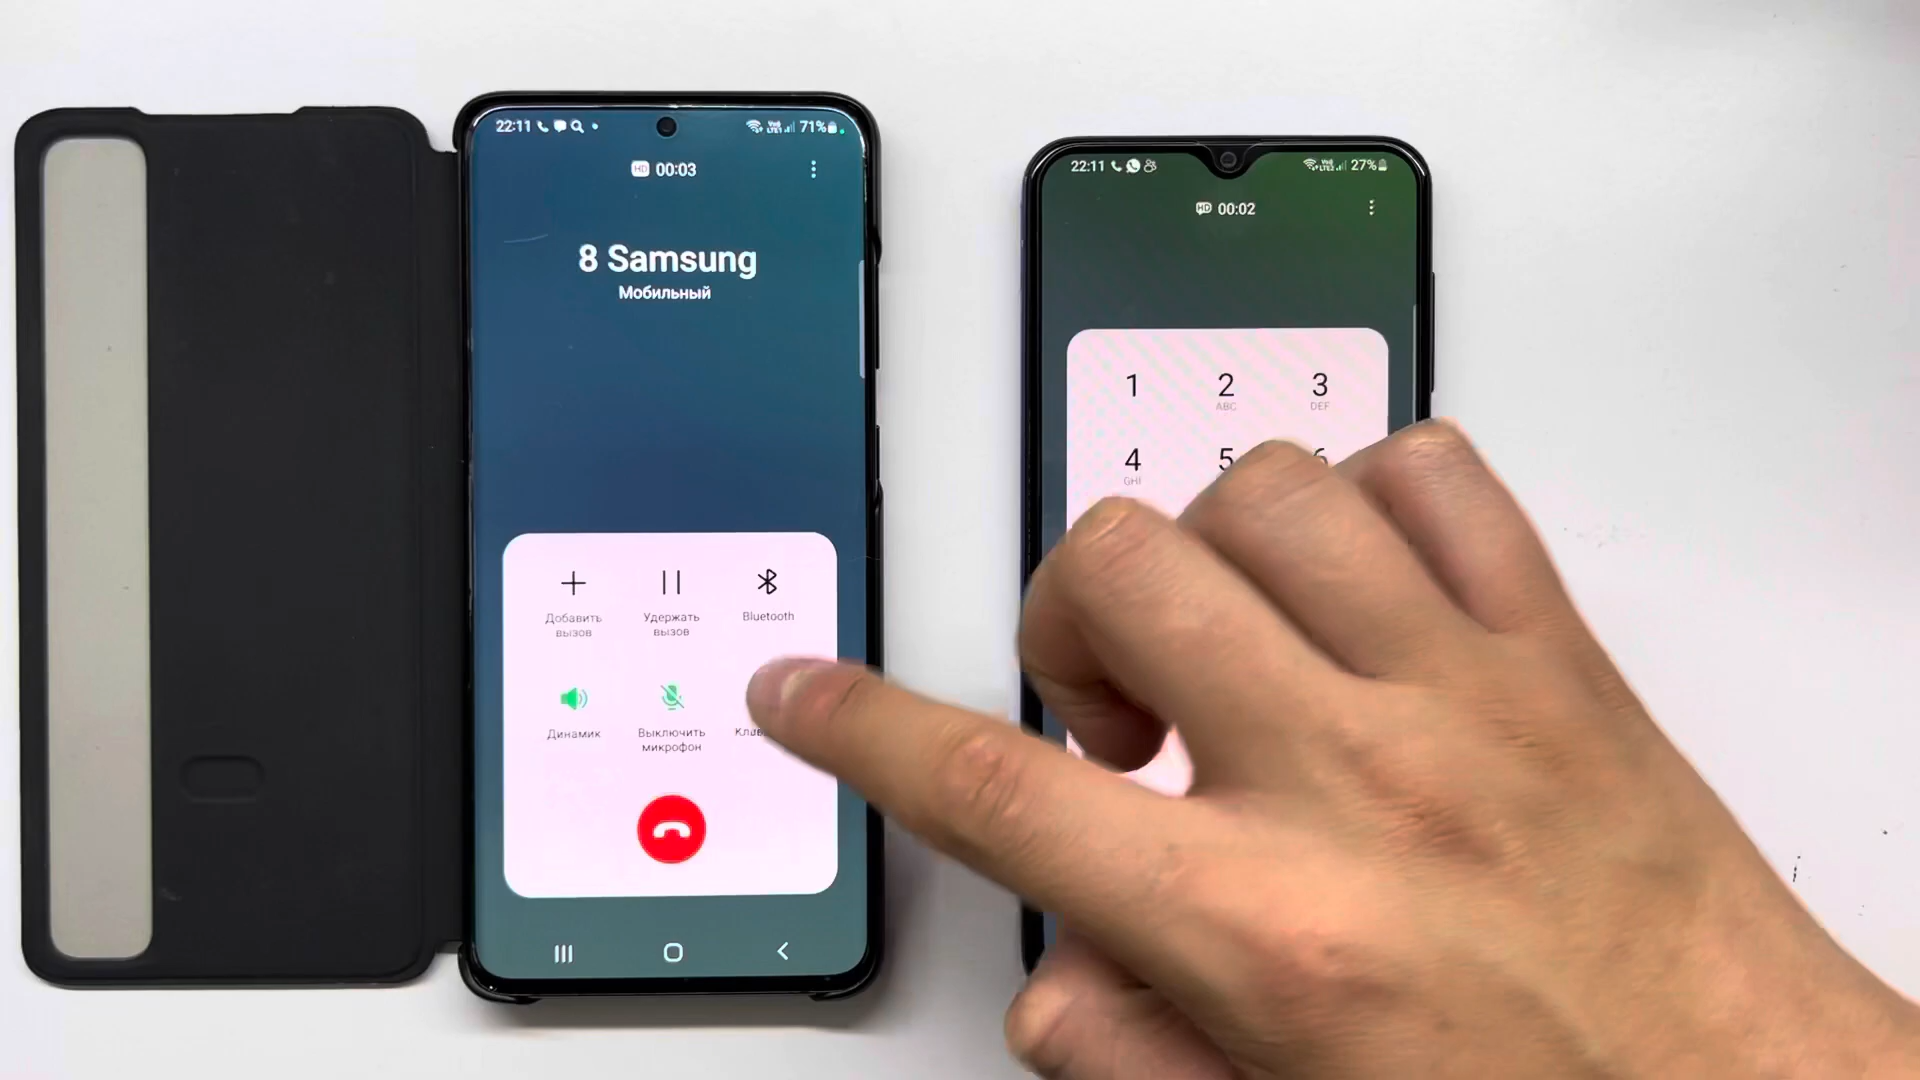 22:11
71%
HD 00:03
8 Samsung
Мобильный
Добавить
вызов
Удержать
вызов
Bluetooth
Динамик
Выключить
микрофон
22:11
27%
HD 00:02
1
2
ABC
3
DEF
4
GHI
5
6